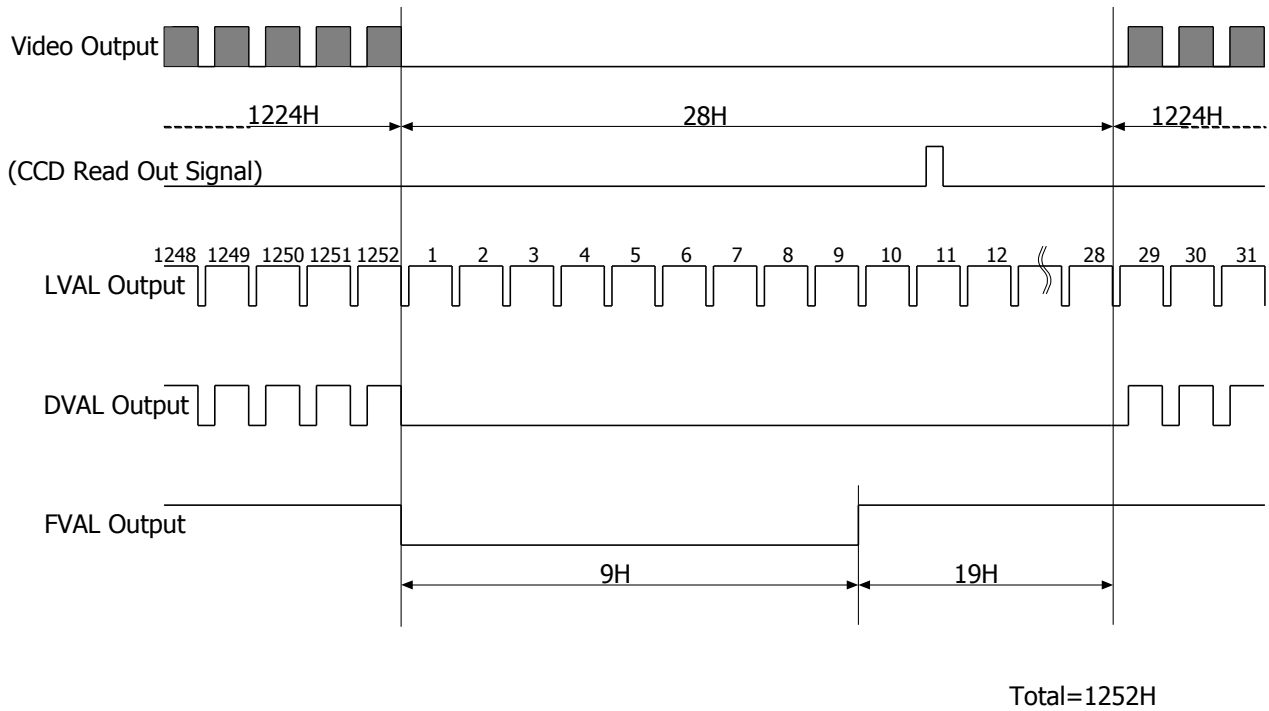 Video Output
1224H 28H 1224H
(CCD Read Out Signal)
1248 1249 1250 1251 1252 1 2 3 4 5 6 7 8 9 10 11 12 28 29 30 31
LVAL Output
DVAL Output
FVAL Output
9H 19H
Total=1252H